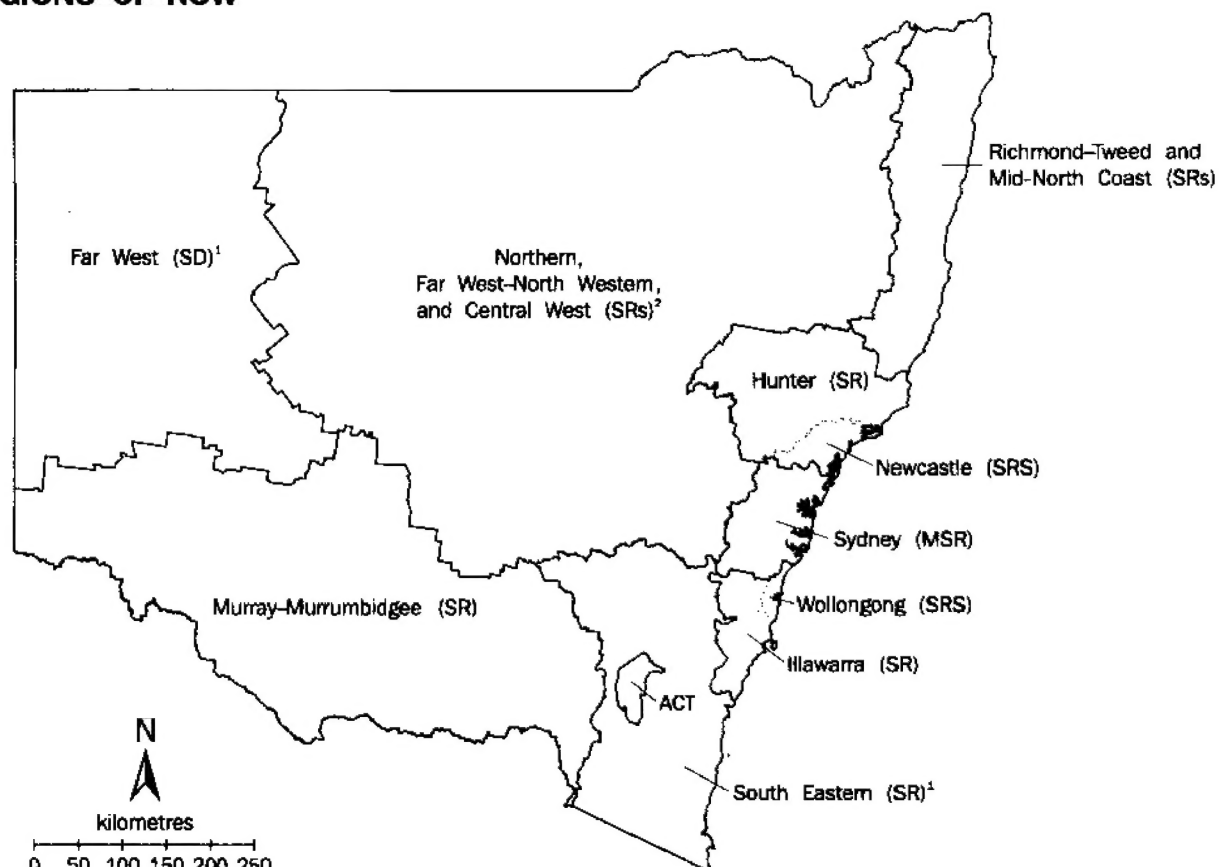 Richmond–Tweed and
Mid-North Coast (SRs)
Far West (SD)¹
Northern,
Far West–North Western,
and Central West (SRs)²
Hunter (SR)
Newcastle (SRS)
Sydney (MSR)
Murray–Murrumbidgee (SR)
Wollongong (SRS)
Illawarra (SR)
ACT
N
South Eastern (SR)¹
kilometres
0 50 100 150 200 250